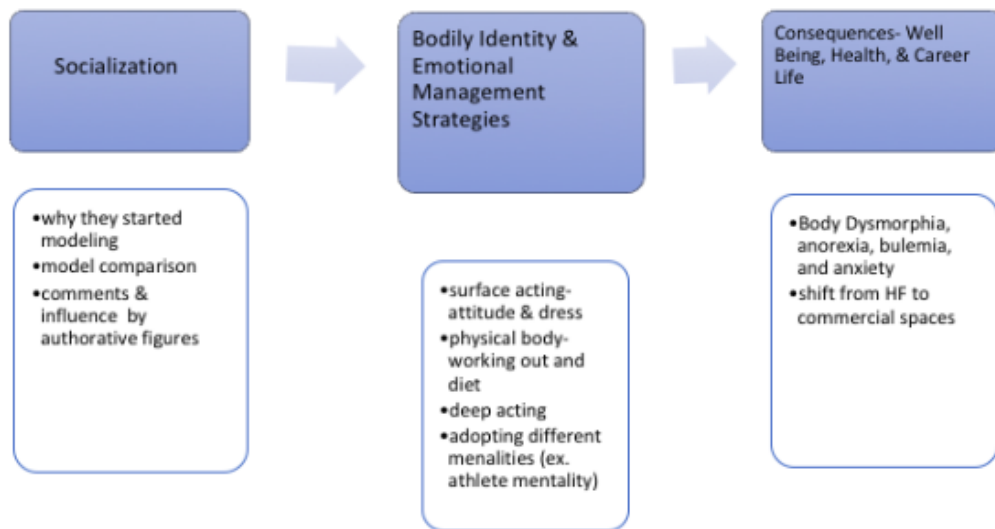 Socialization
Bodily Identity &
Emotional
Management
Strategies
Consequences- Well
Being, Health, & Career
Life
•why they started
modeling
•model comparison
•comments &
influence by
authorative figures
•surface acting-
attitude & dress
•physical body-
working out and
diet
•deep acting
•adopting different
menalities (ex.
athlete mentality)
•Body Dysmorphia,
anorexia, bulemia,
and anxiety
•shift from HF to
commercial spaces